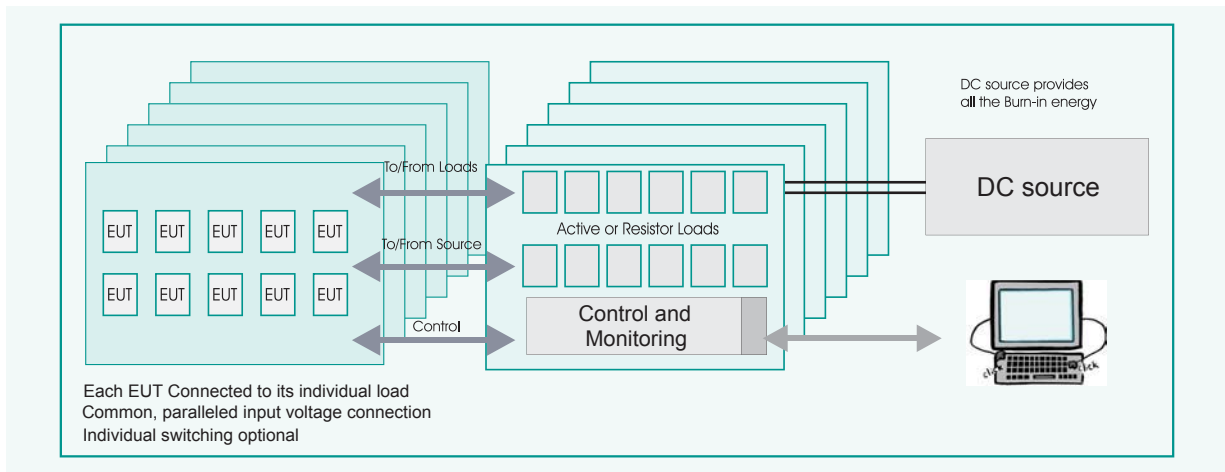 DC source provides
all the Burn-in energy
To/From Loads
DC source
Active or Resistor Loads
EUT EUT EUT EUT EUT
To/From Source
EUT EUT EUT EUT EUT
Control and
Monitoring
Control
click
click
Each EUT Connected to its individual load
Common, paralleled input voltage connection
Individual switching optional